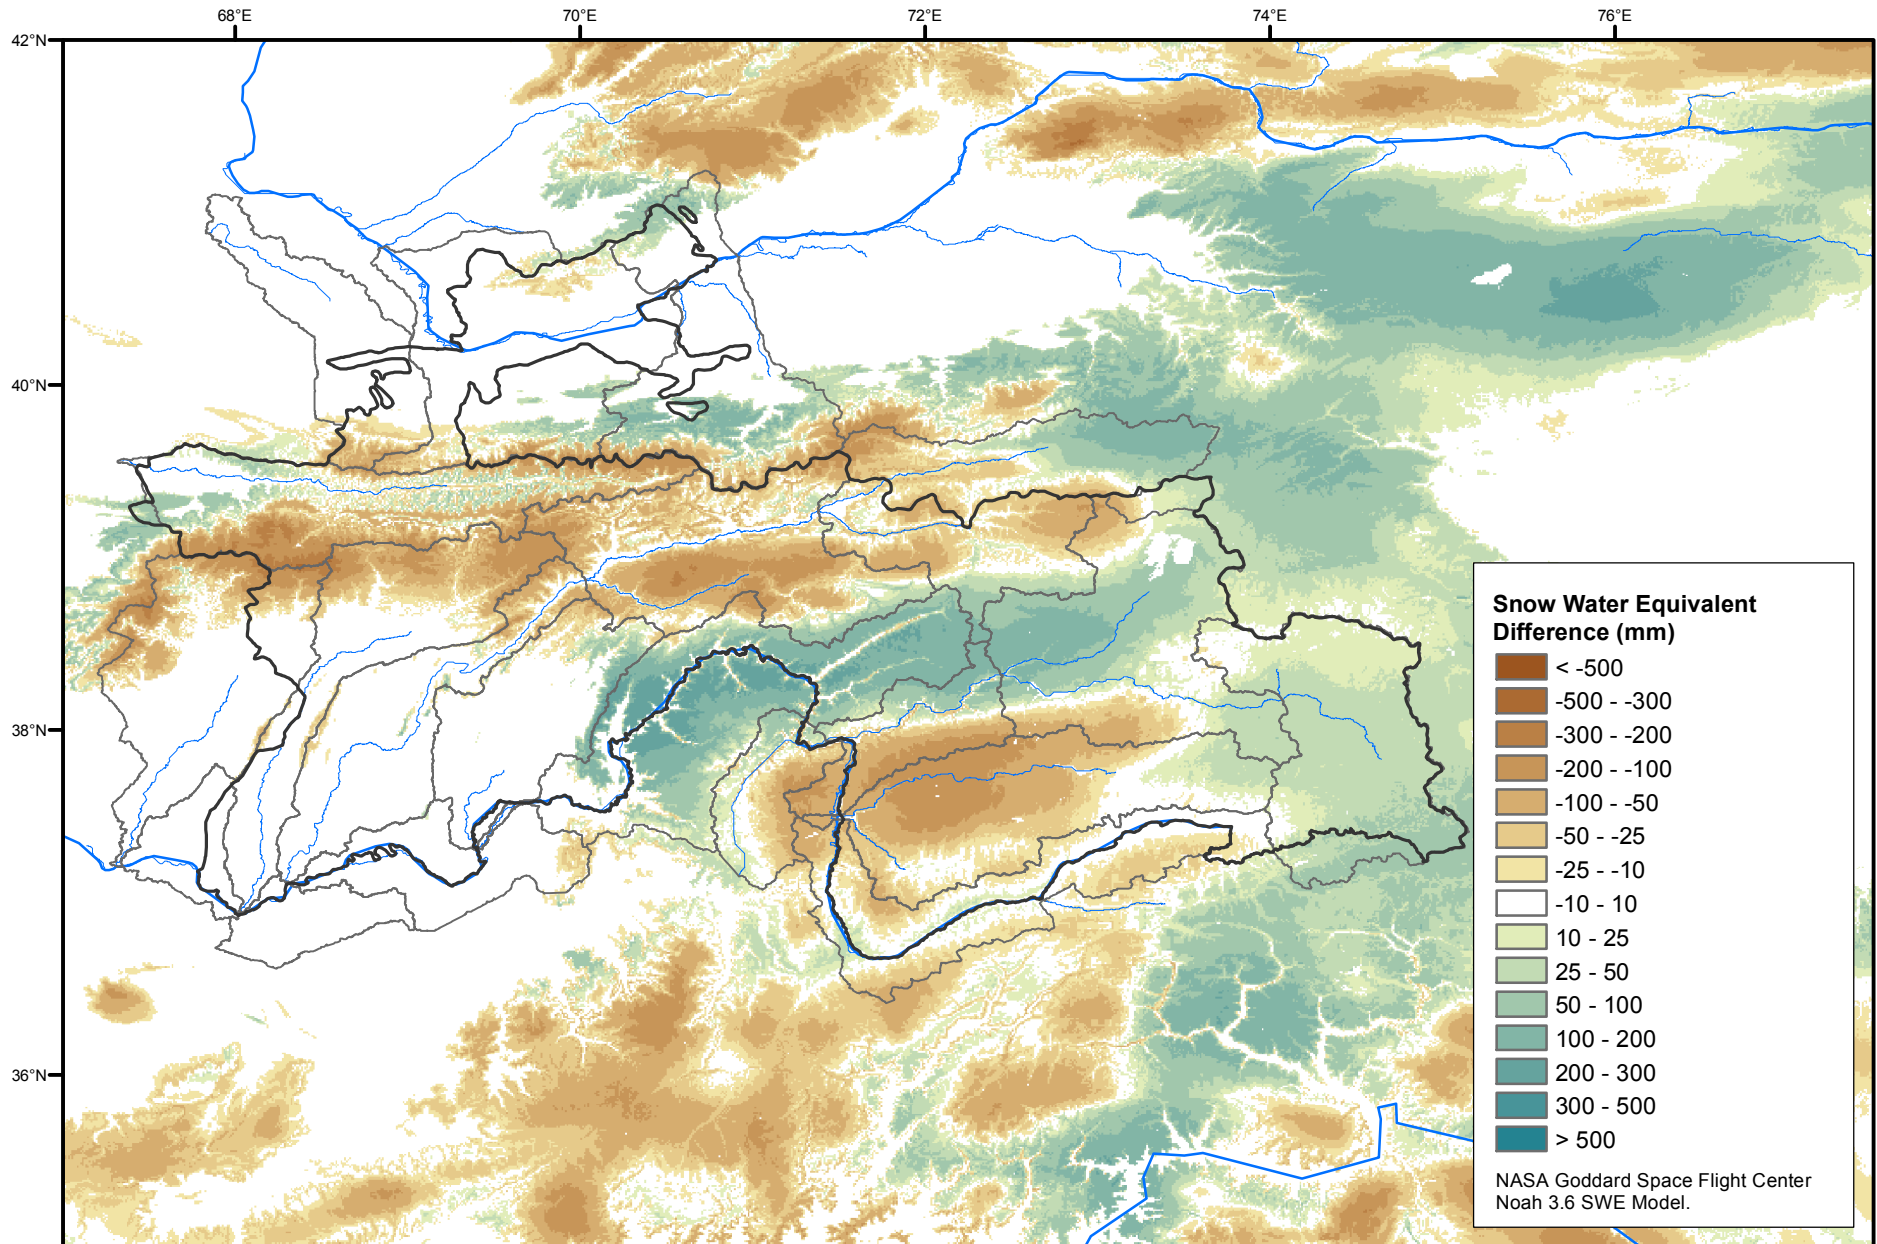 68°E
70°E
72°E
74°E
76°E
42°N
40°N
38°N
36°N
Snow Water Equivalent
Difference (mm)
< -500
-500 - -300
-300 - -200
-200 - -100
-100 - -50
-50 - -25
-25 - -10
-10 - 10
10 - 25
25 - 50
50 - 100
100 - 200
200 - 300
300 - 500
> 500
NASA Goddard Space Flight Center
Noah 3.6 SWE Model.